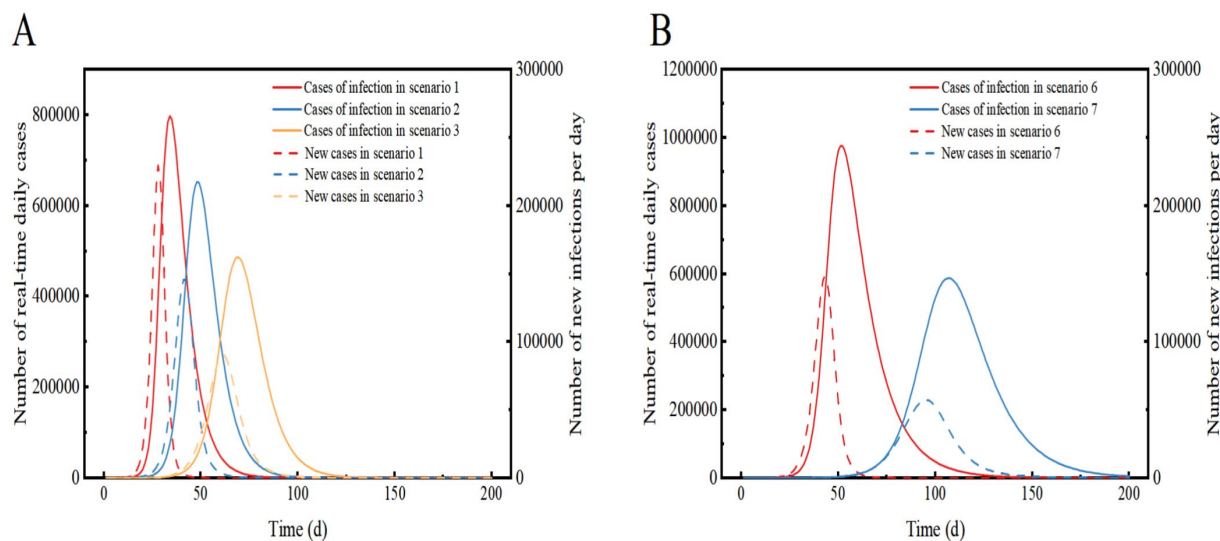 A
Number of real-time daily cases
800000
600000
400000
200000
0
300000
200000
100000
0
Number of new infections per day
Cases of infection in scenario 1
Cases of infection in scenario 2
Cases of infection in scenario 3
New cases in scenario 1
New cases in scenario 2
New cases in scenario 3
0 50 100 150 200
Time (d)
B
Number of real-time daily cases
1200000
1000000
800000
600000
400000
200000
0
300000
200000
100000
0
Number of new infections per day
Cases of infection in scenario 6
Cases of infection in scenario 7
New cases in scenario 6
New cases in scenario 7
0 50 100 150 200
Time (d)